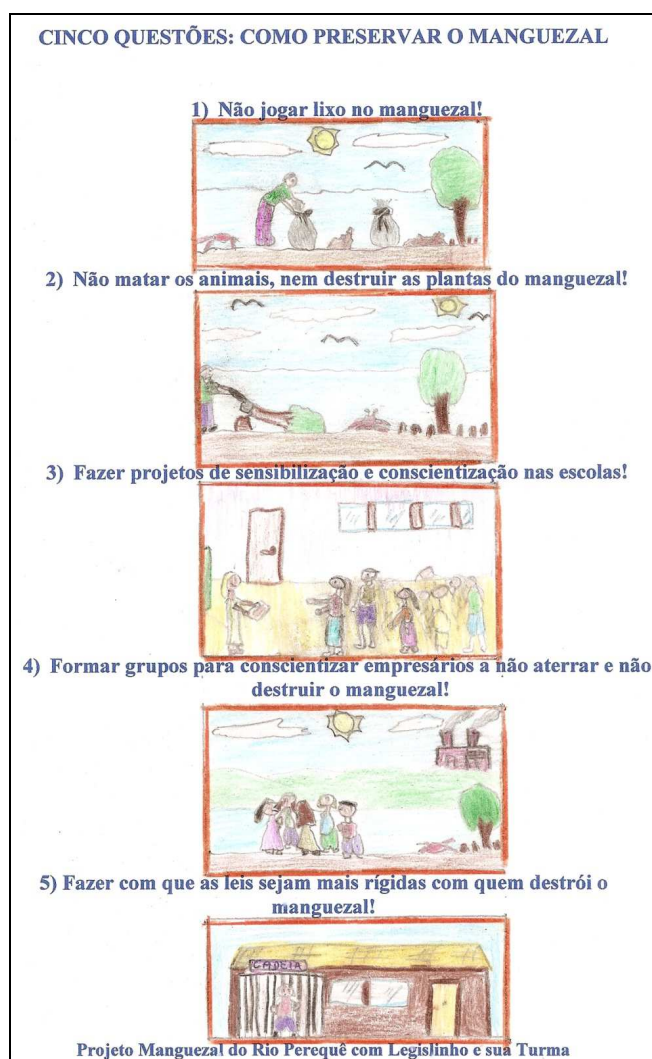 CINCO QUESTÕES: COMO PRESERVAR O MANGUEZAL
1) Não jogar lixo no manguezal!
2) Não matar os animais, nem destruir as plantas do manguezal!
3) Fazer projetos de sensibilização e conscientização nas escolas!
4) Formar grupos para conscientizar empresários a não aterrar e não
destruir o manguezal!
5) Fazer com que as leis sejam mais rígidas com quem destrói o
manguezal!
CADEIA
Projeto Manguezal do Rio Perequê com Legislinho e sua Turma